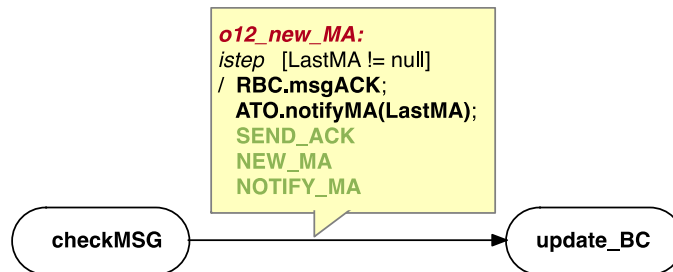 o12_new_MA:
istep [LastMA != null]
/ RBC.msgACK;
ATO.notifyMA(LastMA);
SEND_ACK
NEW_MA
NOTIFY_MA
checkMSG
update_BC